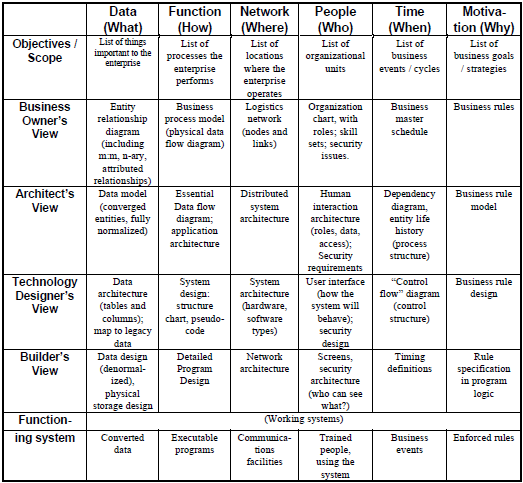 Data
(What)
Function
(How)
Network
(Where)
People
(Who)
Time
(When)
Motiva-
tion (Why)
Objectives /
Scope
List of things
important to the
enterprise
List of
processes the
enterprise
performs
List of
locations
where the
enterprise
operates
List of
organizational
units
List of
business
events / cycles
List of
business goals
/ strategies
Business
Owner's
View
Entity
relationship
diagram
(including
m:m, n-ary,
attributed
relationships)
Business
process model
(physical data
flow diagram)
Logistics
network
(nodes and
links)
Organization
chart, with
roles; skill
sets; security
issues.
Business
master
schedule
Business rules
Architect's
View
Data model
(converged
entities, fully
normalized)
Essential
Data flow
diagram;
application
architecture
Distributed
system
architecture
Human
interaction
architecture
(roles, data,
access);
Security
requirements
Dependency
diagram,
entity life
history
(process
structure)
Business rule
model
Technology
Designer's
View
Data
architecture
(tables and
columns);
map to legacy
data
System
design:
structure
chart, pseudo-
code
System
architecture
(hardware,
software
types)
User interface
(how the
system will
behave);
security
design
“Control
flow” diagram
(control
structure)
Business rule
design
Builder's
View
Data design
(denormal-
ized),
physical
storage design
Detailed
Program
Design
Network
architecture
Screens,
security
architecture
(who can see
what?)
Timing
definitions
Rule
specification
in program
logic
Function-
(Working systems)
ing system
Converted
data
Executable
programs
Communica-
tions
facilities
Trained
people,
using the
system
Business
events
Enforced rules